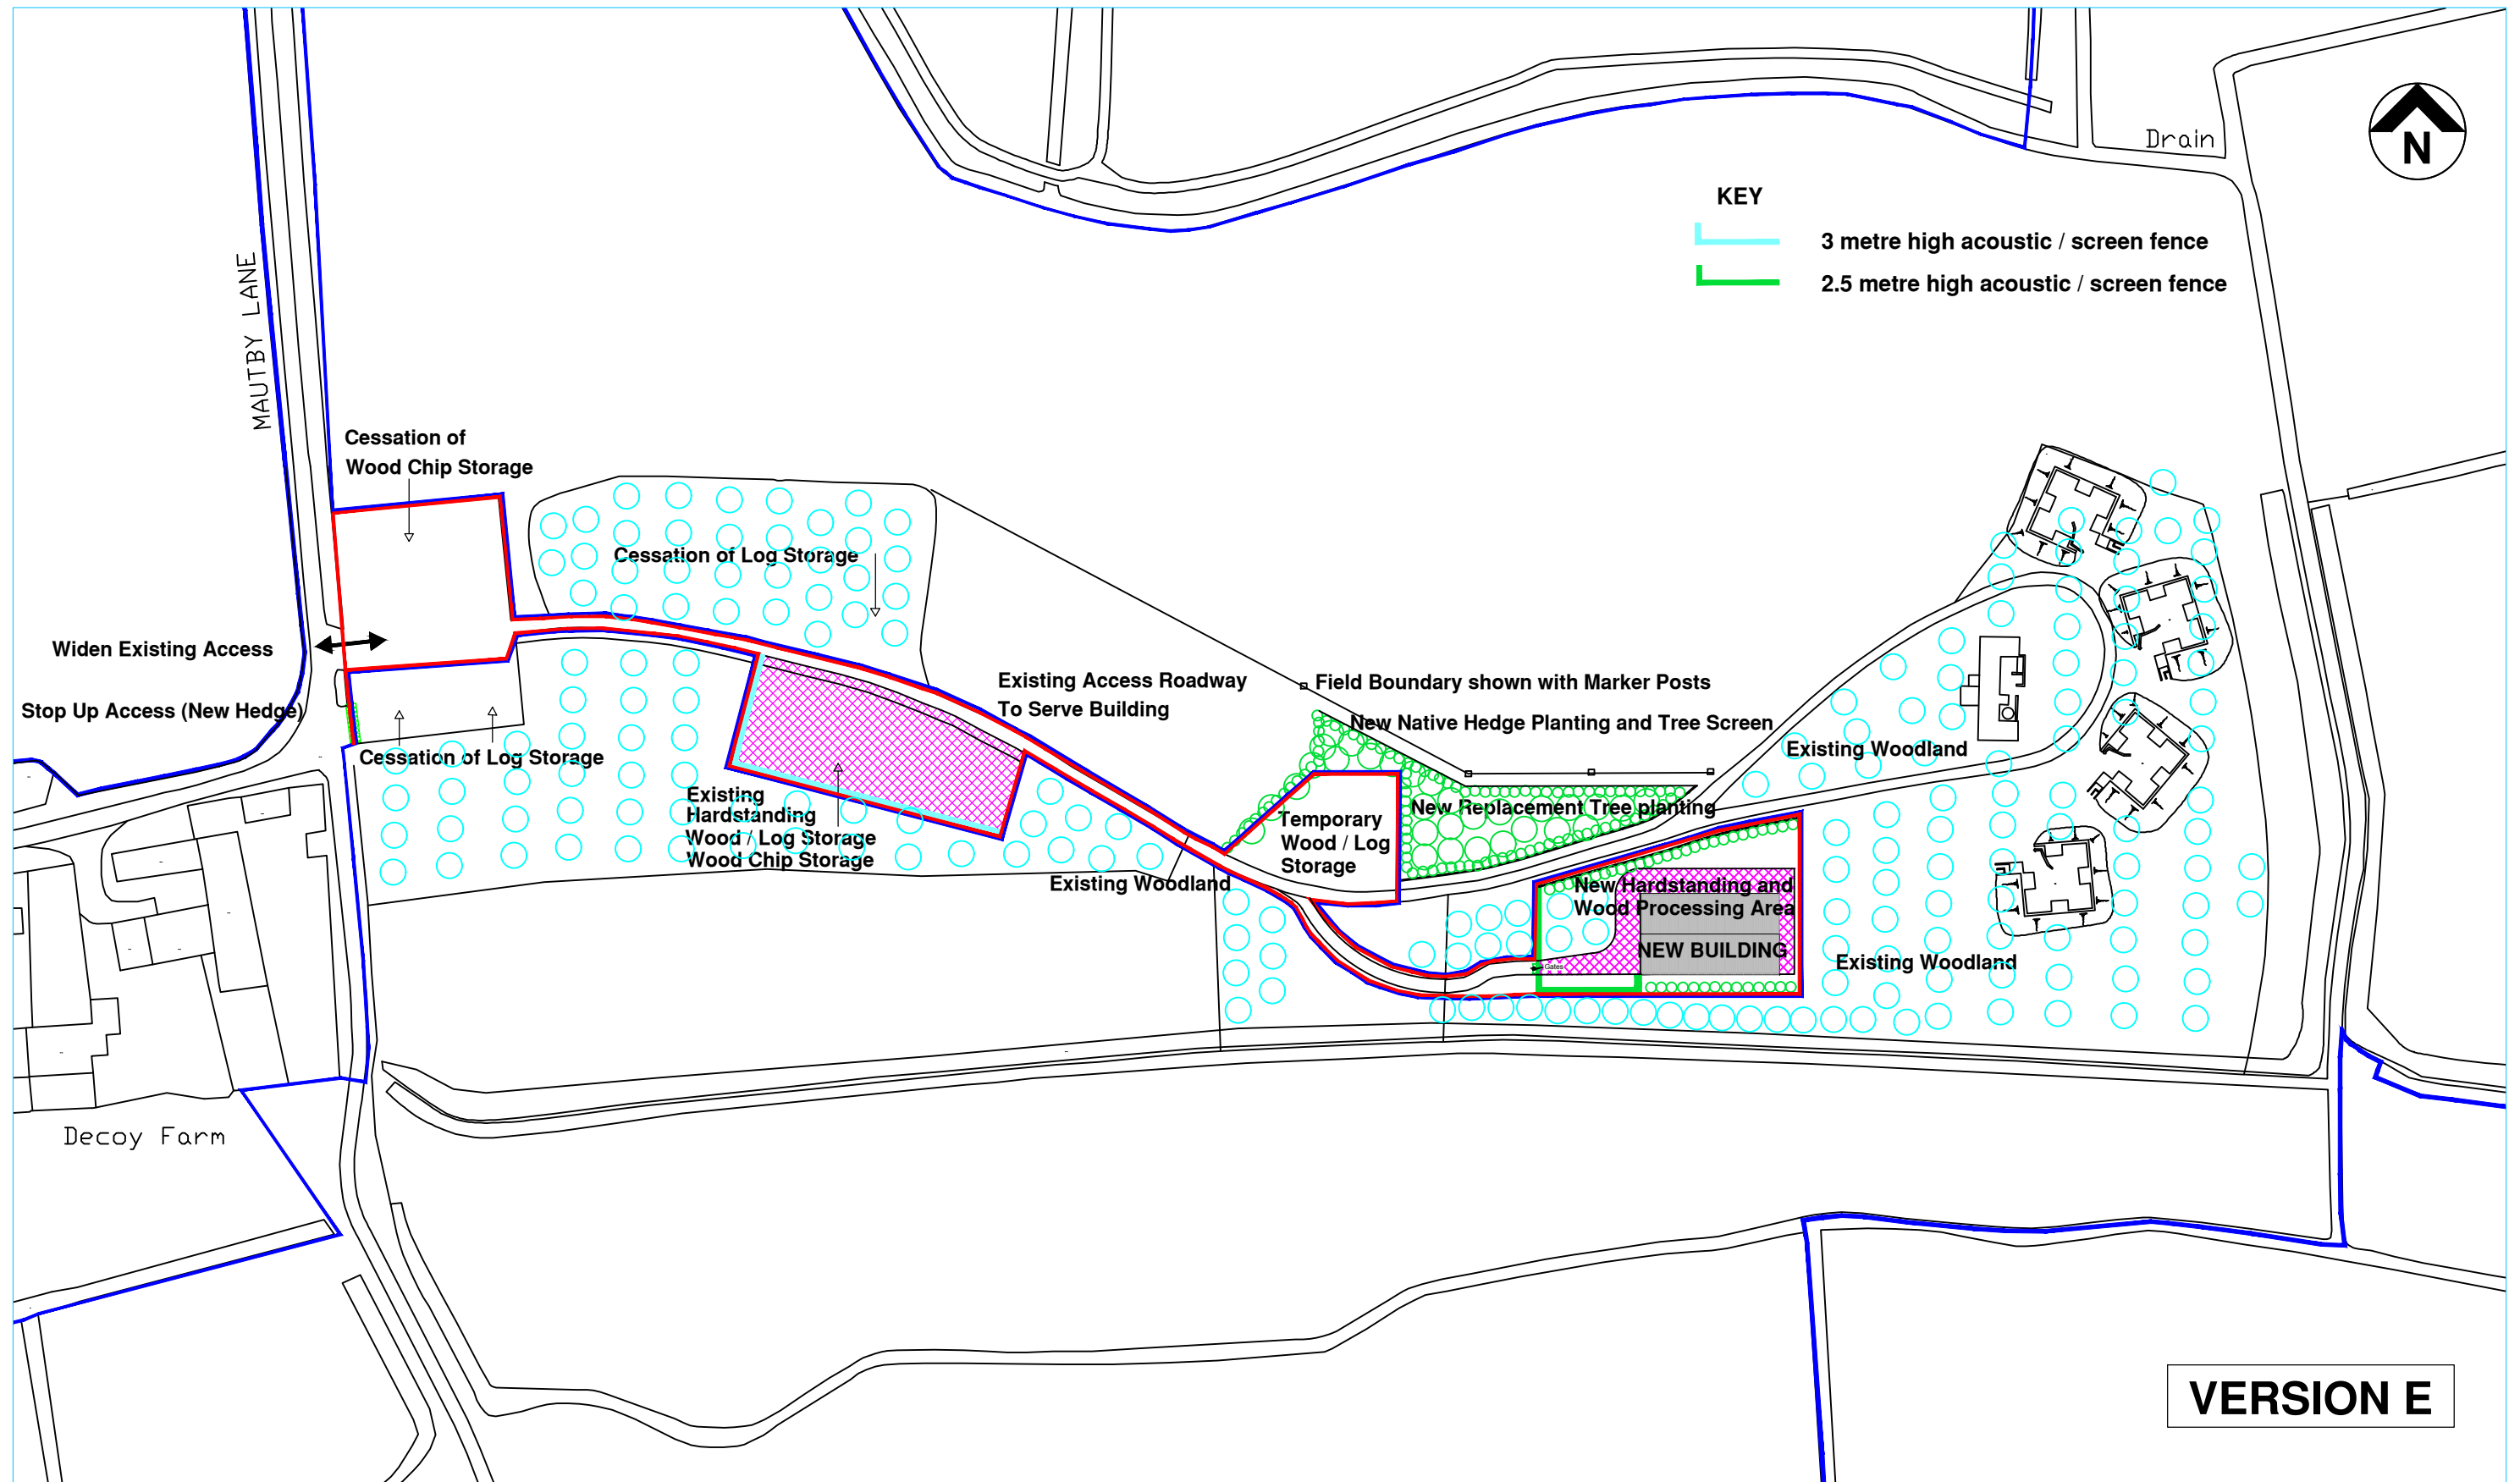 Drain
N
KEY
3 metre high acoustic / screen fence
2.5 metre high acoustic / screen fence
MAUTBY LANE
Cessation of
Wood Chip Storage
Cessation of Log Storage
Widen Existing Access
Existing Access Roadway
To Serve Building
Field Boundary shown with Marker Posts
Stop Up Access (New Hedge)
New Native Hedge Planting and Tree Screen
Existing Woodland
Cessation of Log Storage
Existing
Hardstanding
Wood / Log Storage
Wood Chip Storage
New Replacement Tree planting
Temporary
Wood / Log
Storage
Existing Woodland
New Hardstanding and
Wood Processing Area
NEW BUILDING
Gates
Existing Woodland
Decoy Farm
VERSION E